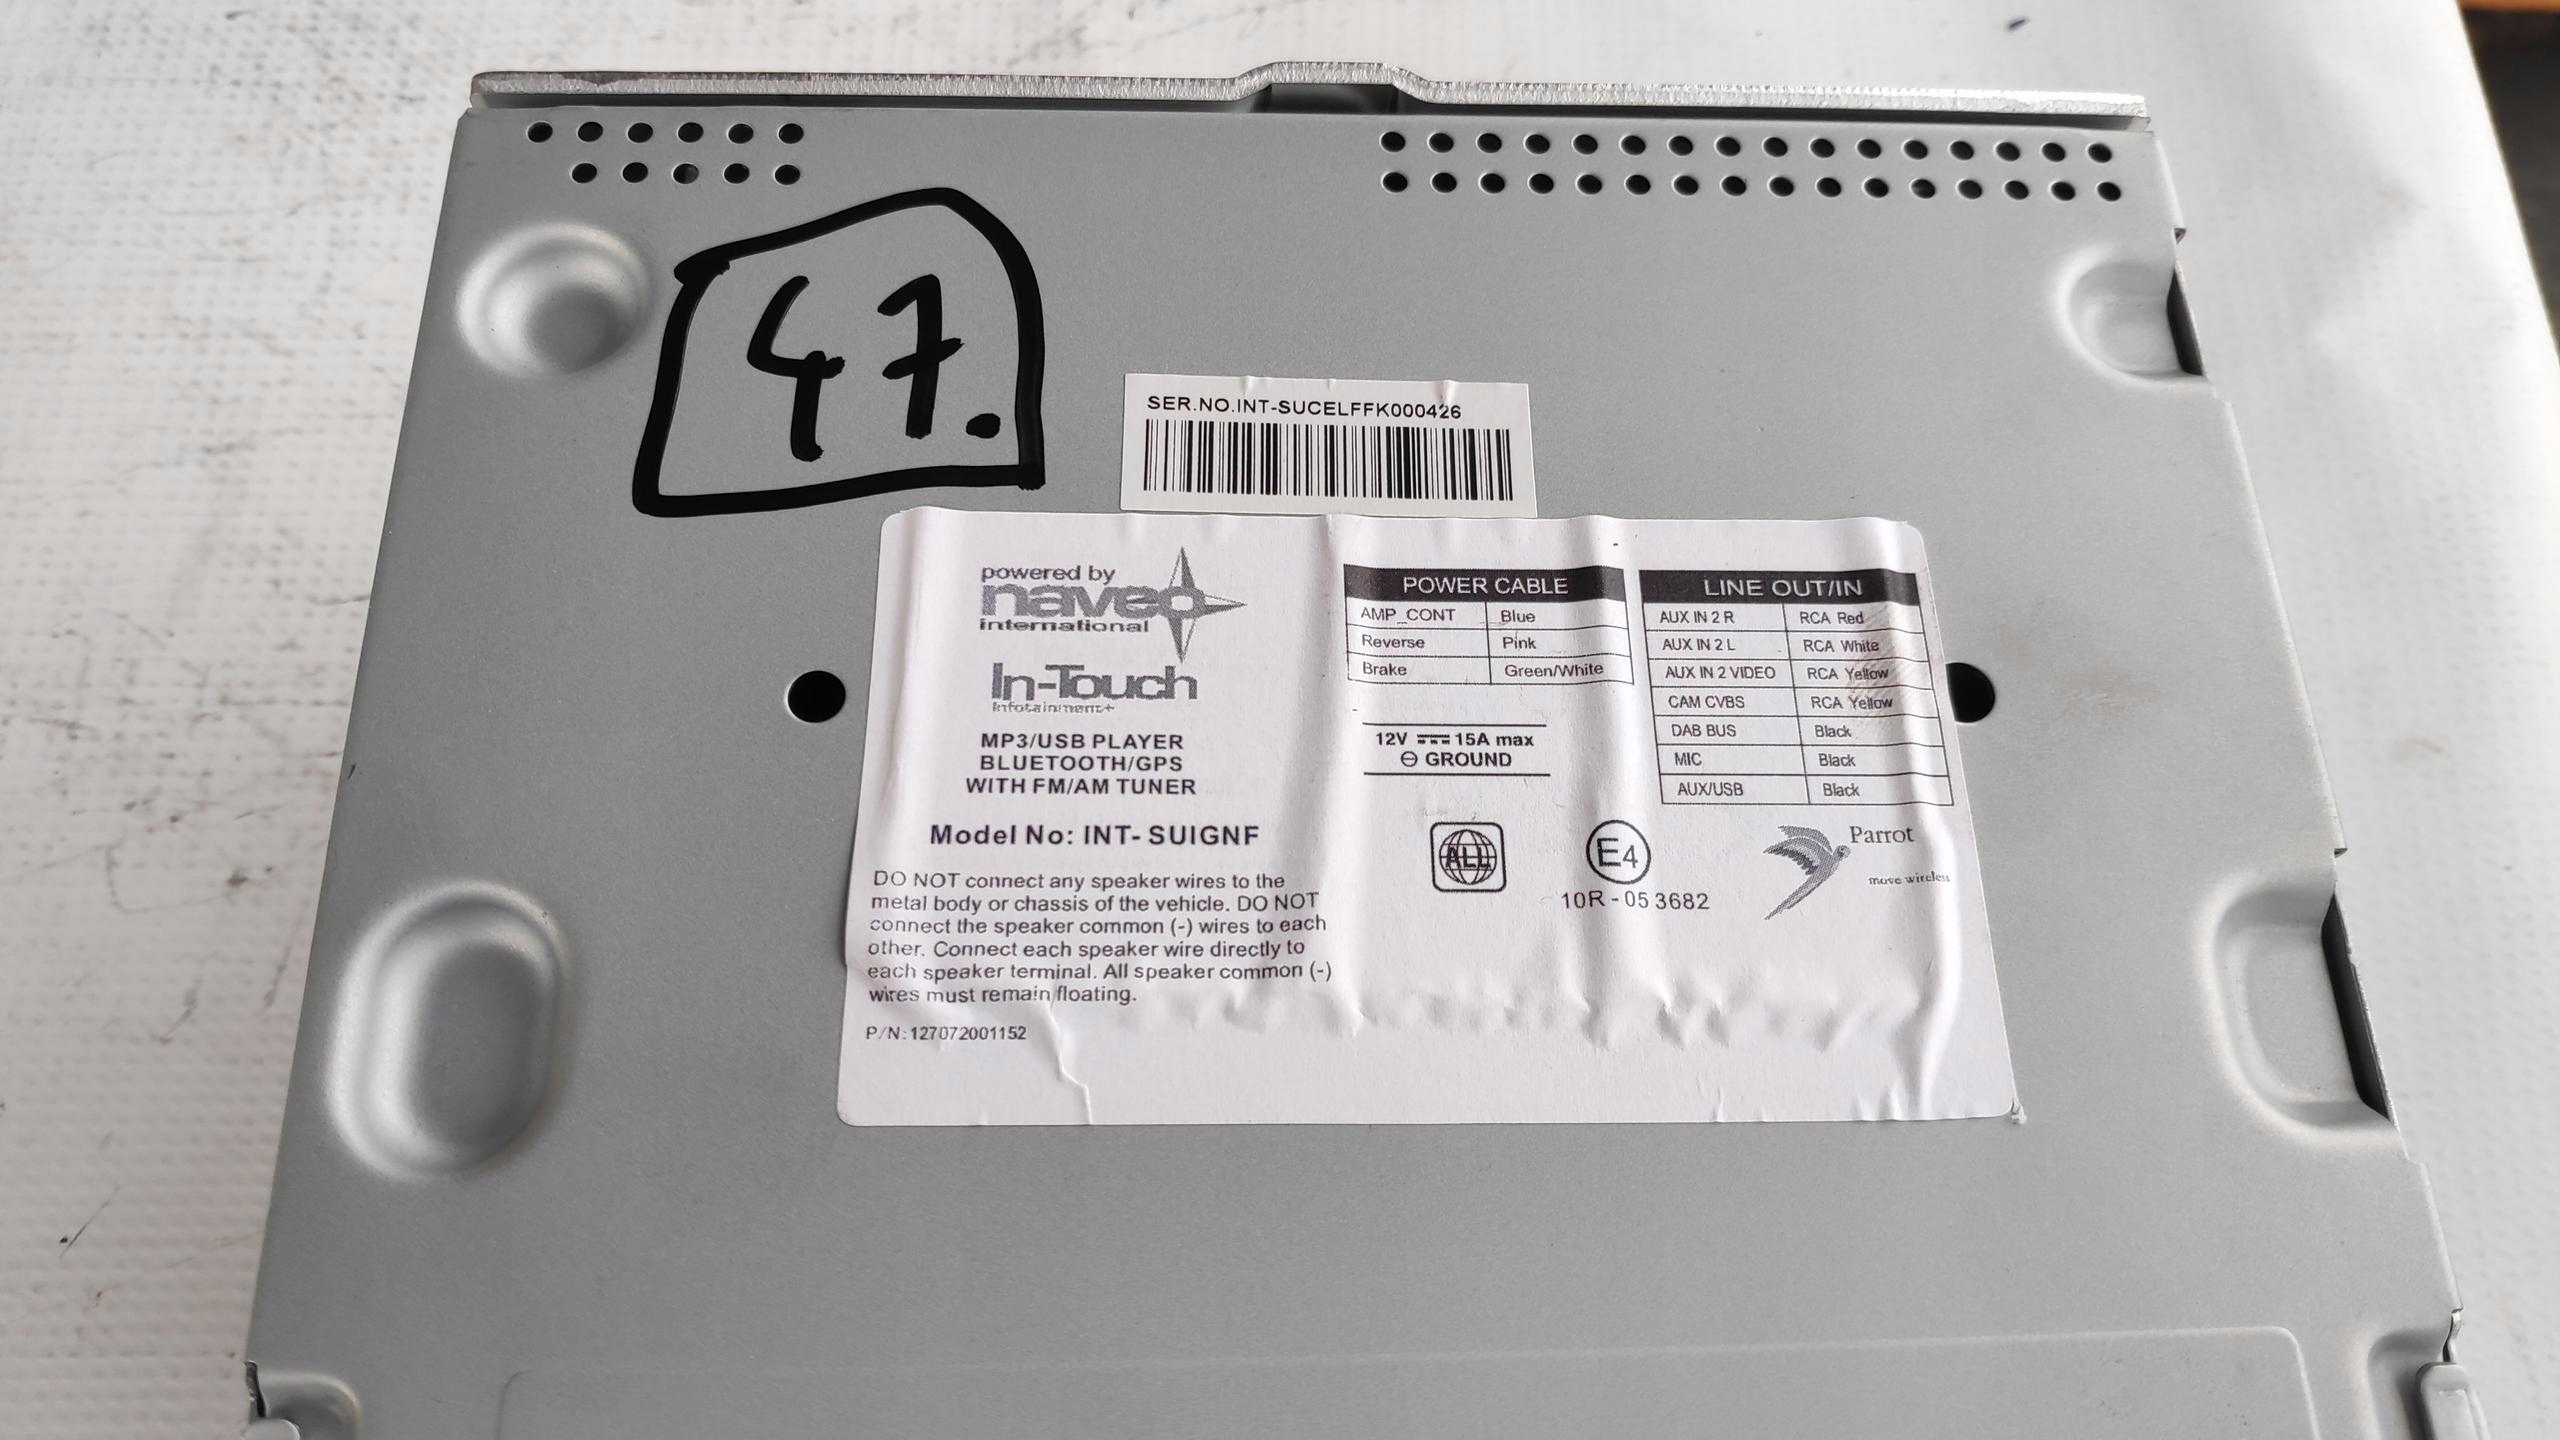 47.
SER.NO.INT-SUCELFFK000426
powered by
naveo
international
In-Touch
Infotainment+
MP3/USB PLAYER
BLUETOOTH/GPS
WITH FM/AM TUNER
Model No: INT- SUIGNF
DO NOT connect any speaker wires to the
metal body or chassis of the vehicle. DO NOT
connect the speaker common (-) wires to each
other. Connect each speaker wire directly to
each speaker terminal. All speaker common (-)
wires must remain floating.
P/N:127072001152
POWER CABLE
AMP_CONT Blue
Reverse Pink
Brake Green/White
12V 15A max
⊖ GROUND
LINE OUT/IN
AUX IN 2 R RCA Red
AUX IN 2 L RCA White
AUX IN 2 VIDEO RCA Yellow
CAM CVBS RCA Yellow
DAB BUS Black
MIC Black
AUX/USB Black
ALL
E4
10R - 05 3682
Parrot
move wireless